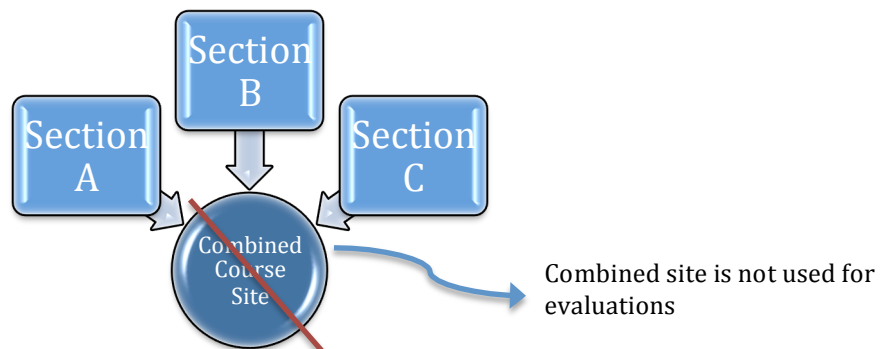 Section
B
Section
A
Section
C
Combined
Course
Site
Combined site is not used for
evaluations